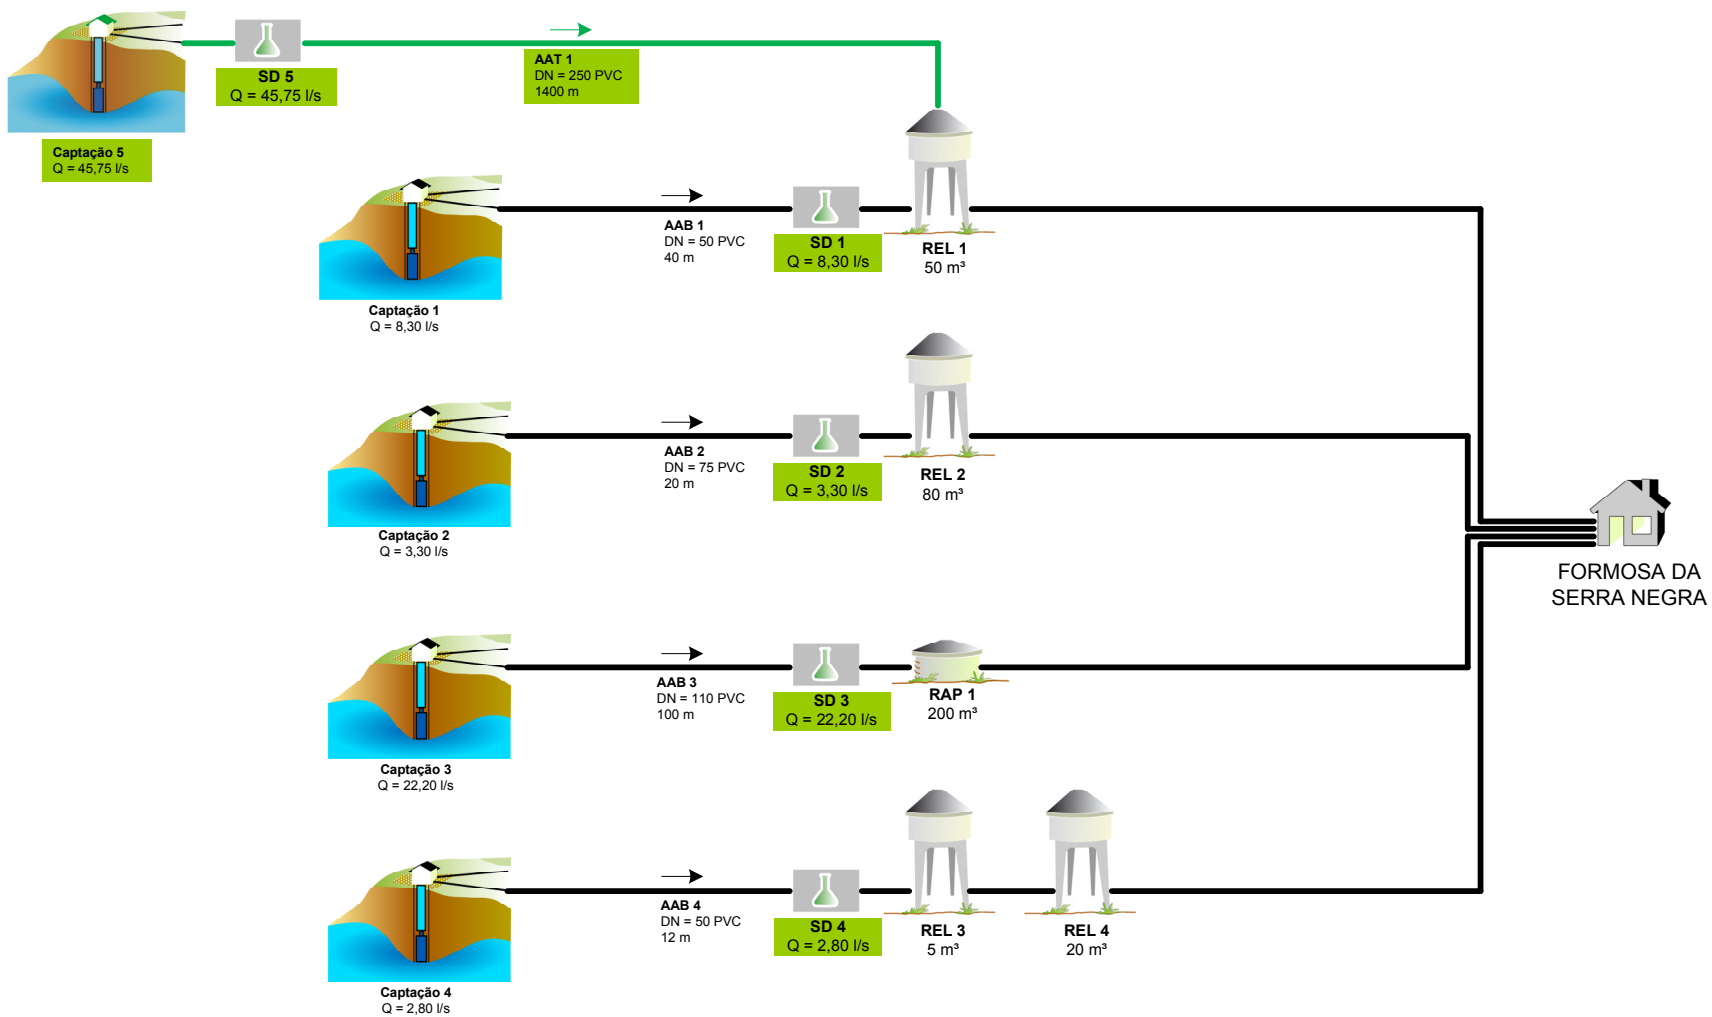 SD 5
Q = 45,75 l/s
AAT 1
DN = 250 PVC
1400 m
Captação 5
Q = 45,75 l/s
AAB 1
DN = 50 PVC
40 m
SD 1
Q = 8,30 l/s
REL 1
50 m³
Captação 1
Q = 8,30 l/s
AAB 2
DN = 75 PVC
20 m
SD 2
Q = 3,30 l/s
REL 2
80 m³
Captação 2
Q = 3,30 l/s
FORMOSA DA
SERRA NEGRA
AAB 3
DN = 110 PVC
100 m
SD 3
Q = 22,20 l/s
RAP 1
200 m³
Captação 3
Q = 22,20 l/s
AAB 4
DN = 50 PVC
12 m
SD 4
Q = 2,80 l/s
REL 3
5 m³
REL 4
20 m³
Captação 4
Q = 2,80 l/s